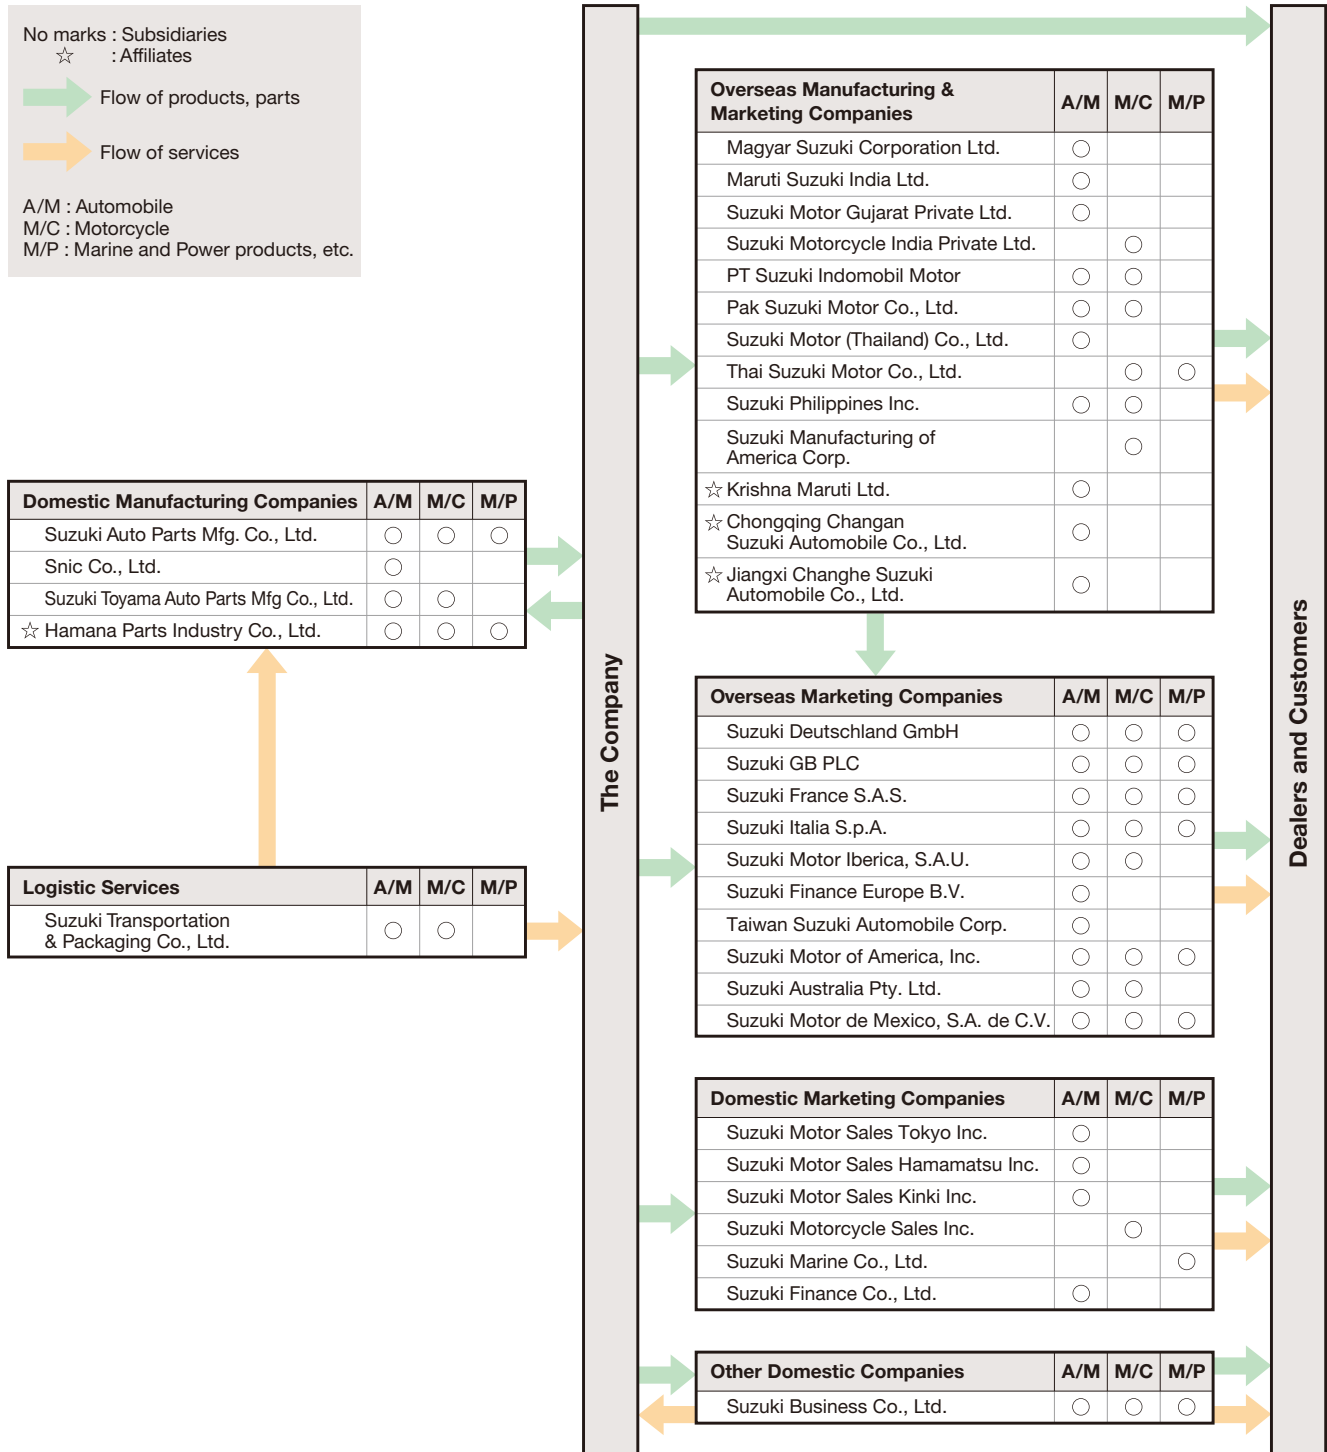 No marks : Subsidiaries
☆ : Affiliates
Flow of products, parts
Flow of services
A/M : Automobile
M/C : Motorcycle
M/P : Marine and Power products, etc.
Domestic Manufacturing Companies A/M M/C M/P
Suzuki Auto Parts Mfg. Co., Ltd. ○ ○ ○
Snic Co., Ltd. ○
Suzuki Toyama Auto Parts Mfg Co., Ltd. ○ ○
☆ Hamana Parts Industry Co., Ltd. ○ ○ ○
Logistic Services A/M M/C M/P
Suzuki Transportation
& Packaging Co., Ltd. ○ ○
The Company
Overseas Manufacturing &
Marketing Companies A/M M/C M/P
Magyar Suzuki Corporation Ltd. ○
Maruti Suzuki India Ltd. ○
Suzuki Motor Gujarat Private Ltd. ○
Suzuki Motorcycle India Private Ltd. ○
PT Suzuki Indomobil Motor ○ ○
Pak Suzuki Motor Co., Ltd. ○ ○
Suzuki Motor (Thailand) Co., Ltd. ○
Thai Suzuki Motor Co., Ltd. ○ ○
Suzuki Philippines Inc. ○ ○
Suzuki Manufacturing of
America Corp. ○
☆ Krishna Maruti Ltd. ○
☆ Chongqing Changan
Suzuki Automobile Co., Ltd. ○
☆ Jiangxi Changhe Suzuki
Automobile Co., Ltd. ○
Overseas Marketing Companies A/M M/C M/P
Suzuki Deutschland GmbH ○ ○ ○
Suzuki GB PLC ○ ○ ○
Suzuki France S.A.S. ○ ○ ○
Suzuki Italia S.p.A. ○ ○ ○
Suzuki Motor Iberica, S.A.U. ○ ○
Suzuki Finance Europe B.V. ○
Taiwan Suzuki Automobile Corp. ○
Suzuki Motor of America, Inc. ○ ○ ○
Suzuki Australia Pty. Ltd. ○ ○
Suzuki Motor de Mexico, S.A. de C.V. ○ ○ ○
Domestic Marketing Companies A/M M/C M/P
Suzuki Motor Sales Tokyo Inc. ○
Suzuki Motor Sales Hamamatsu Inc. ○
Suzuki Motor Sales Kinki Inc. ○
Suzuki Motorcycle Sales Inc. ○
Suzuki Marine Co., Ltd. ○
Suzuki Finance Co., Ltd. ○
Other Domestic Companies A/M M/C M/P
Suzuki Business Co., Ltd. ○ ○ ○
Dealers and Customers